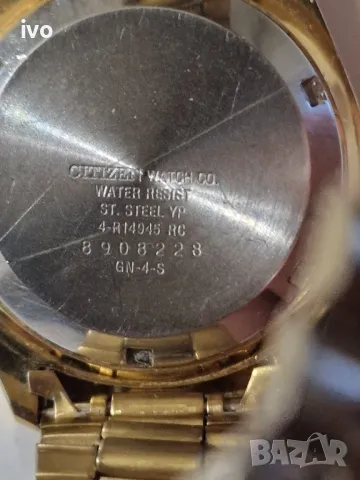 ivo
CITIZEN WATCH CO.
WATER RESIST
ST. STEEL YP
4-R14945 RC
8908228
GN-4-S
BAZAR